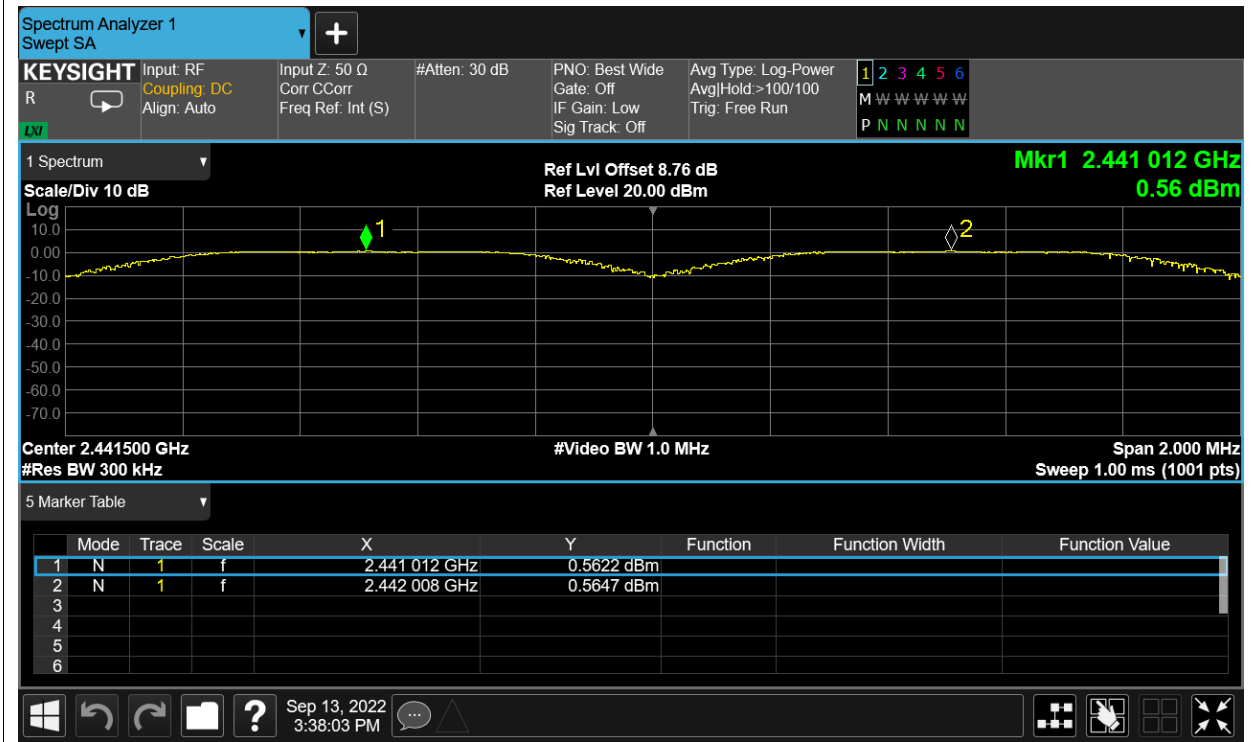 Spectrum Analyzer 1
Swept SA
KEYSIGHT
R
LXI
Input: RF
Coupling: DC
Align: Auto
Input Z: 50 Ω
Corr CCorr
Freq Ref: Int (S)
#Atten: 30 dB
PNO: Best Wide
Gate: Off
IF Gain: Low
Sig Track: Off
Avg Type: Log-Power
Avg|Hold:>100/100
Trig: Free Run
1 2 3 4 5 6
M W W W W W
P N N N N N
1 Spectrum
Scale/Div 10 dB
Ref Lvl Offset 8.76 dB
Ref Level 20.00 dBm
Mkr1 2.441 012 GHz
0.56 dBm
Log
10.0
0.00
-10.0
-20.0
-30.0
-40.0
-50.0
-60.0
-70.0
1
2
Center 2.441500 GHz
#Res BW 300 kHz
#Video BW 1.0 MHz
Span 2.000 MHz
Sweep 1.00 ms (1001 pts)
5 Marker Table
Mode Trace Scale X Y Function Function Width Function Value
1 N 1 f 2.441 012 GHz 0.5622 dBm
2 N 1 f 2.442 008 GHz 0.5647 dBm
3
4
5
6
?
Sep 13, 2022
3:38:03 PM